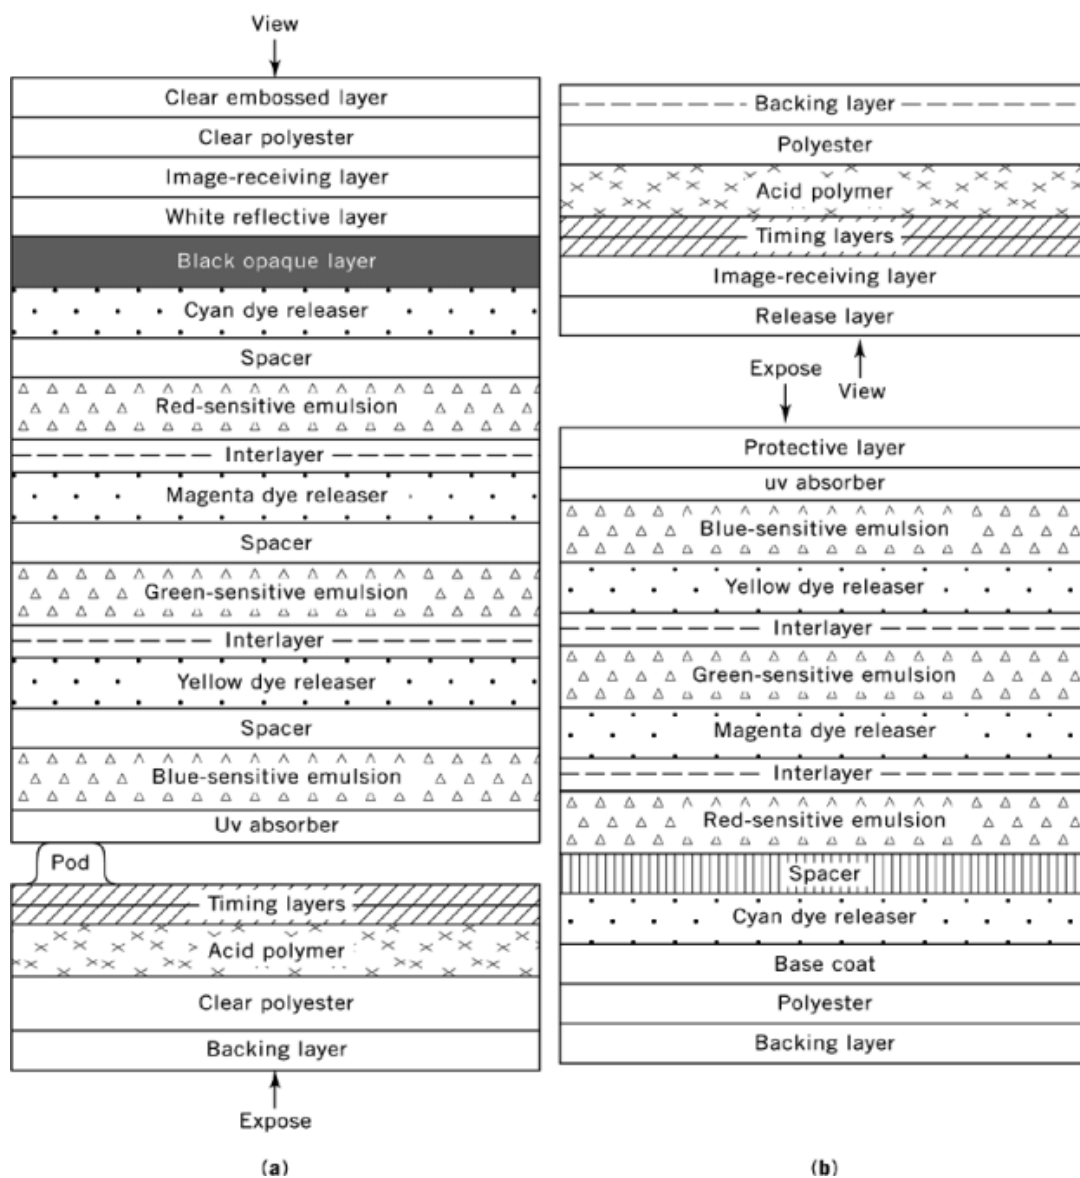 View
Clear embossed layer
Clear polyester
Image-receiving layer
White reflective layer
Black opaque layer
Cyan dye releaser
Spacer
Red-sensitive emulsion
Interlayer
Magenta dye releaser
Spacer
Green-sensitive emulsion
Interlayer
Yellow dye releaser
Spacer
Blue-sensitive emulsion
Uv absorber
Pod
Timing layers
Acid polymer
Clear polyester
Backing layer
Expose
(a)
Backing layer
Polyester
Acid polymer
Timing layers
Image-receiving layer
Release layer
Expose
View
Protective layer
uv absorber
Blue-sensitive emulsion
Yellow dye releaser
Interlayer
Green-sensitive emulsion
Magenta dye releaser
Interlayer
Red-sensitive emulsion
Spacer
Cyan dye releaser
Base coat
Polyester
Backing layer
(b)